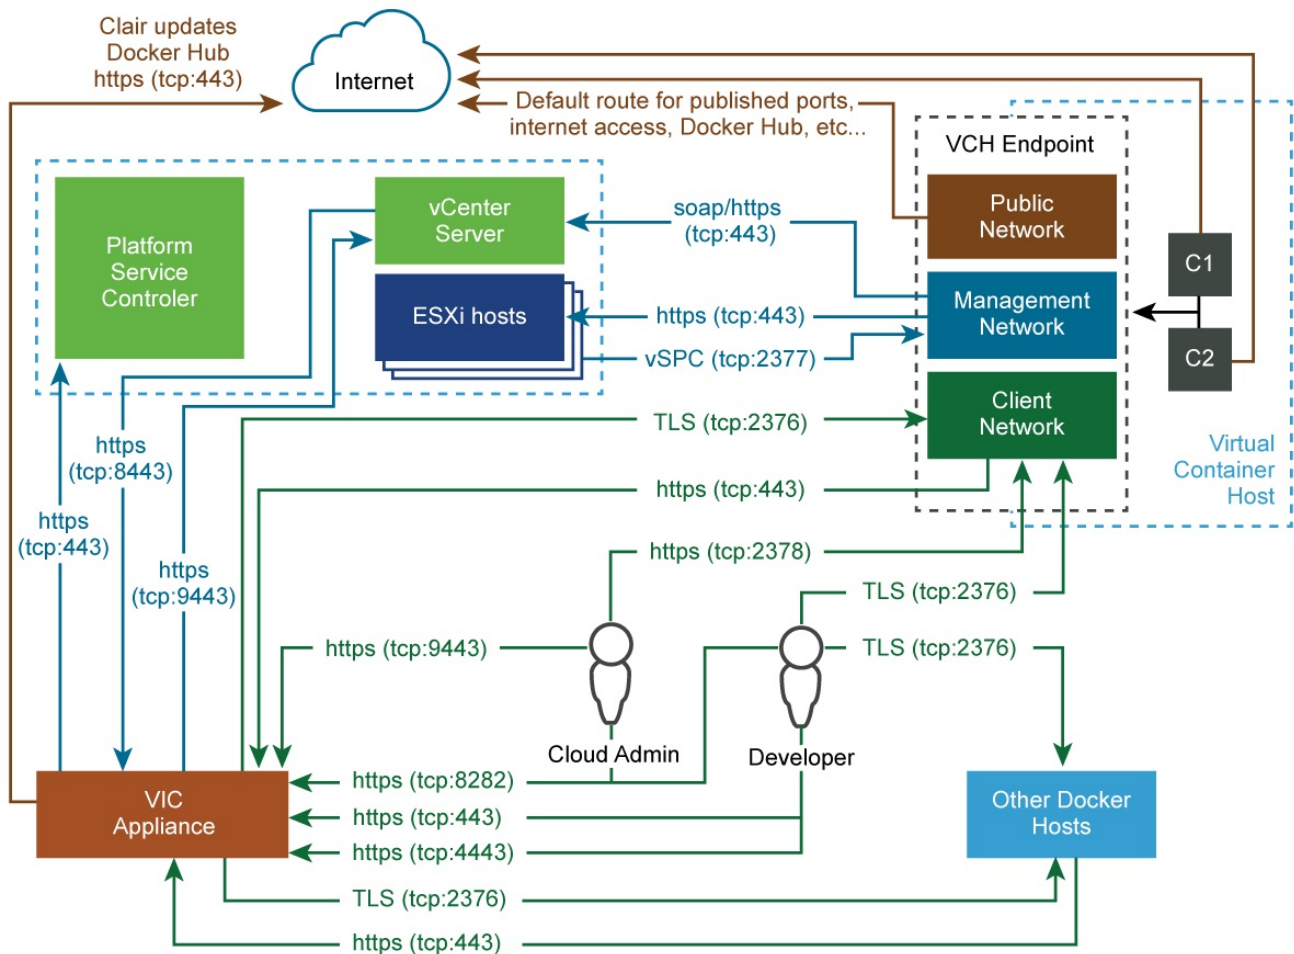 Clair updates
Docker Hub
https (tcp:443)
Internet
Default route for published ports,
internet access, Docker Hub, etc...
VCH Endpoint
Public
Network
Management
Network
Client
Network
C1
C2
Virtual
Container
Host
Platform
Service
Controler
vCenter
Server
ESXi hosts
soap/https
(tcp:443)
https (tcp:443)
vSPC (tcp:2377)
TLS (tcp:2376)
https (tcp:443)
https
(tcp:8443)
https
(tcp:443)
https
(tcp:9443)
https (tcp:2378)
TLS (tcp:2376)
https (tcp:9443)
TLS (tcp:2376)
Cloud Admin
Developer
https (tcp:8282)
https (tcp:443)
https (tcp:4443)
VIC
Appliance
Other Docker
Hosts
TLS (tcp:2376)
https (tcp:443)